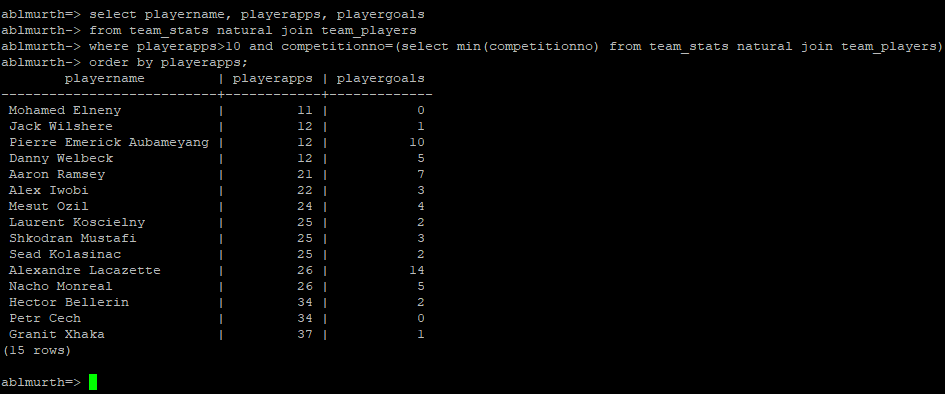 ablmurth=> select playername, playerapps, playergoals
ablmurth-> from team_stats natural join team_players
ablmurth-> where playerapps>10 and competitionno=(select min(competitionno) from team_stats natural join team_players)
ablmurth-> order by playerapps;
        playername         | playerapps | playergoals
---------------------------+------------+-------------
 Mohamed Elneny            |         11 |           0
 Jack Wilshere             |         12 |           1
 Pierre Emerick Aubameyang |         12 |          10
 Danny Welbeck             |         12 |           5
 Aaron Ramsey              |         21 |           7
 Alex Iwobi                |         22 |           3
 Mesut Ozil                |         24 |           4
 Laurent Koscielny         |         25 |           2
 Shkodran Mustafi          |         25 |           3
 Sead Kolasinac            |         25 |           2
 Alexandre Lacazette       |         26 |          14
 Nacho Monreal             |         26 |           5
 Hector Bellerin           |         34 |           2
 Petr Cech                 |         34 |           0
 Granit Xhaka              |         37 |           1
(15 rows)
ablmurth=>